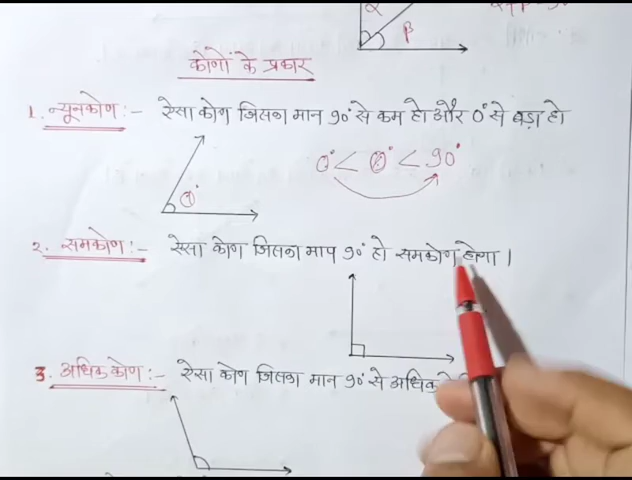 α
β
कोणों के प्रकार
1. न्यूनकोण :- ऐसा कोण जिसका मान 90° से कम हो और 0° से बड़ा हो
0° < θ° < 90°
θ°
2. समकोण :- ऐसा कोण जिसका माप 90° हो समकोण होगा।
3. अधिक कोण :- ऐसा कोण जिसका मान 90° से अधिक